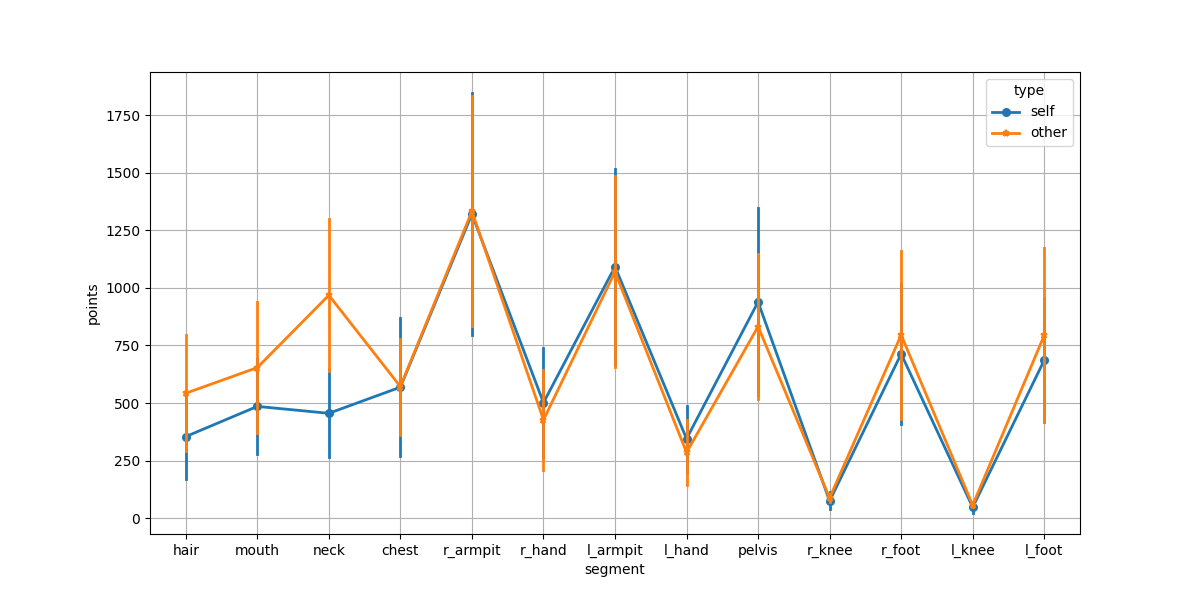 type
self
other
1750
1500
1250
1000
750
500
250
0
points
hair mouth neck chest r_armpit r_hand l_armpit l_hand pelvis r_knee r_foot l_knee l_foot
segment